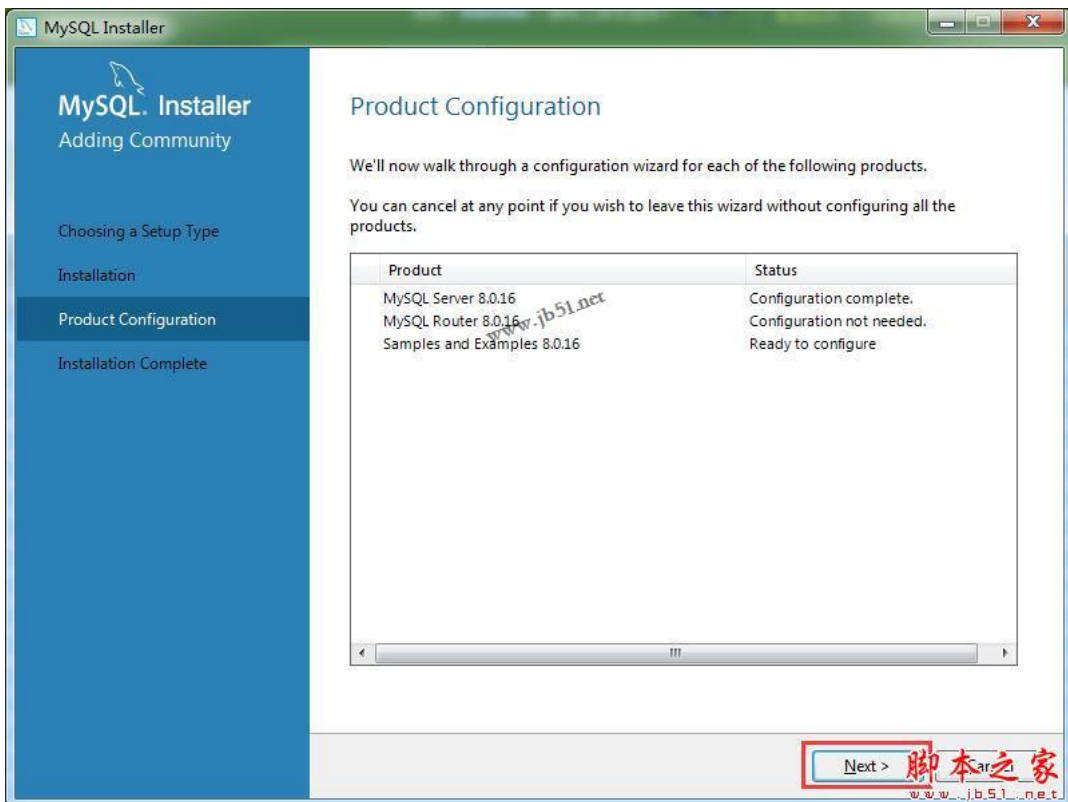 MySQL Installer
MySQL. Installer
Adding Community
Choosing a Setup Type
Installation
Product Configuration
Installation Complete
Product Configuration
We'll now walk through a configuration wizard for each of the following products.
You can cancel at any point if you wish to leave this wizard without configuring all the
products.
Product Status
MySQL Server 8.0.16 Configuration complete.
MySQL Router 8.0.16 Configuration not needed.
Samples and Examples 8.0.16 Ready to configure
www.jb51.net
Next >
脚本之家
www.jb51.net